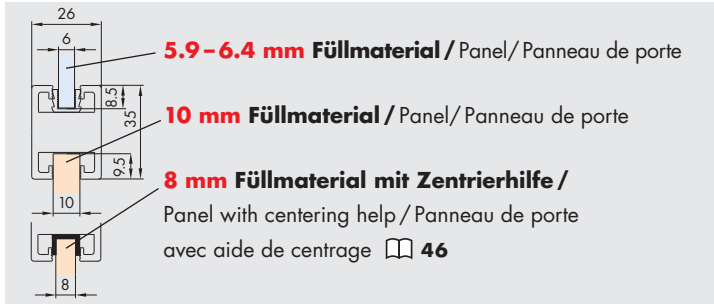 26
6
5.9–6.4 mm Füllmaterial / Panel/ Panneau de porte
8.5
35
10 mm Füllmaterial / Panel/ Panneau de porte
9.5
8 mm Füllmaterial mit Zentrierhilfe /
10
Panel with centering help / Panneau de porte
avec aide de centrage 46
8